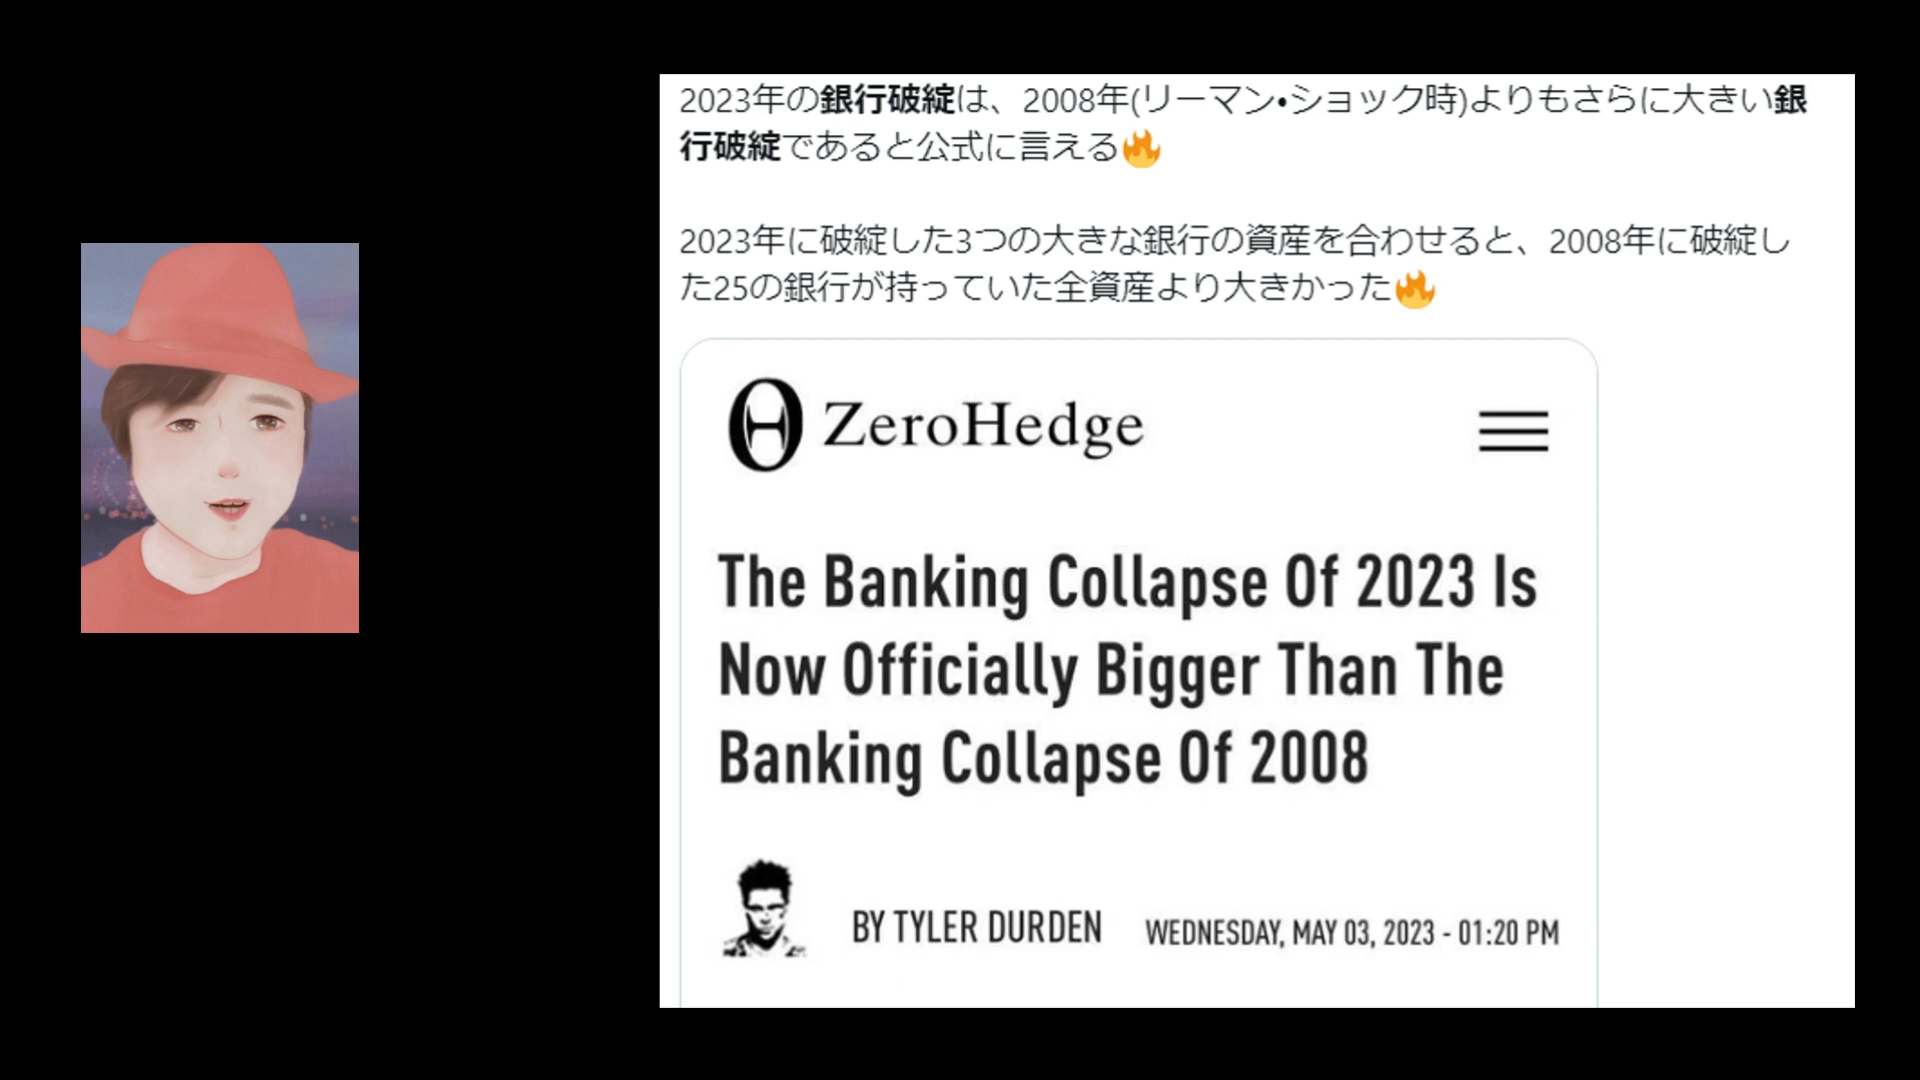 2023年の銀行破綻は、2008年(リーマン•ショック時)よりもさらに大きい銀
行破綻であると公式に言える🔥
2023年に破綻した3つの大きな銀行の資産を合わせると、2008年に破綻し
た25の銀行が持っていた全資産より大きかった🔥
ZeroHedge
The Banking Collapse Of 2023 Is
Now Officially Bigger Than The
Banking Collapse Of 2008
BY TYLER DURDEN WEDNESDAY, MAY 03, 2023 - 01:20 PM